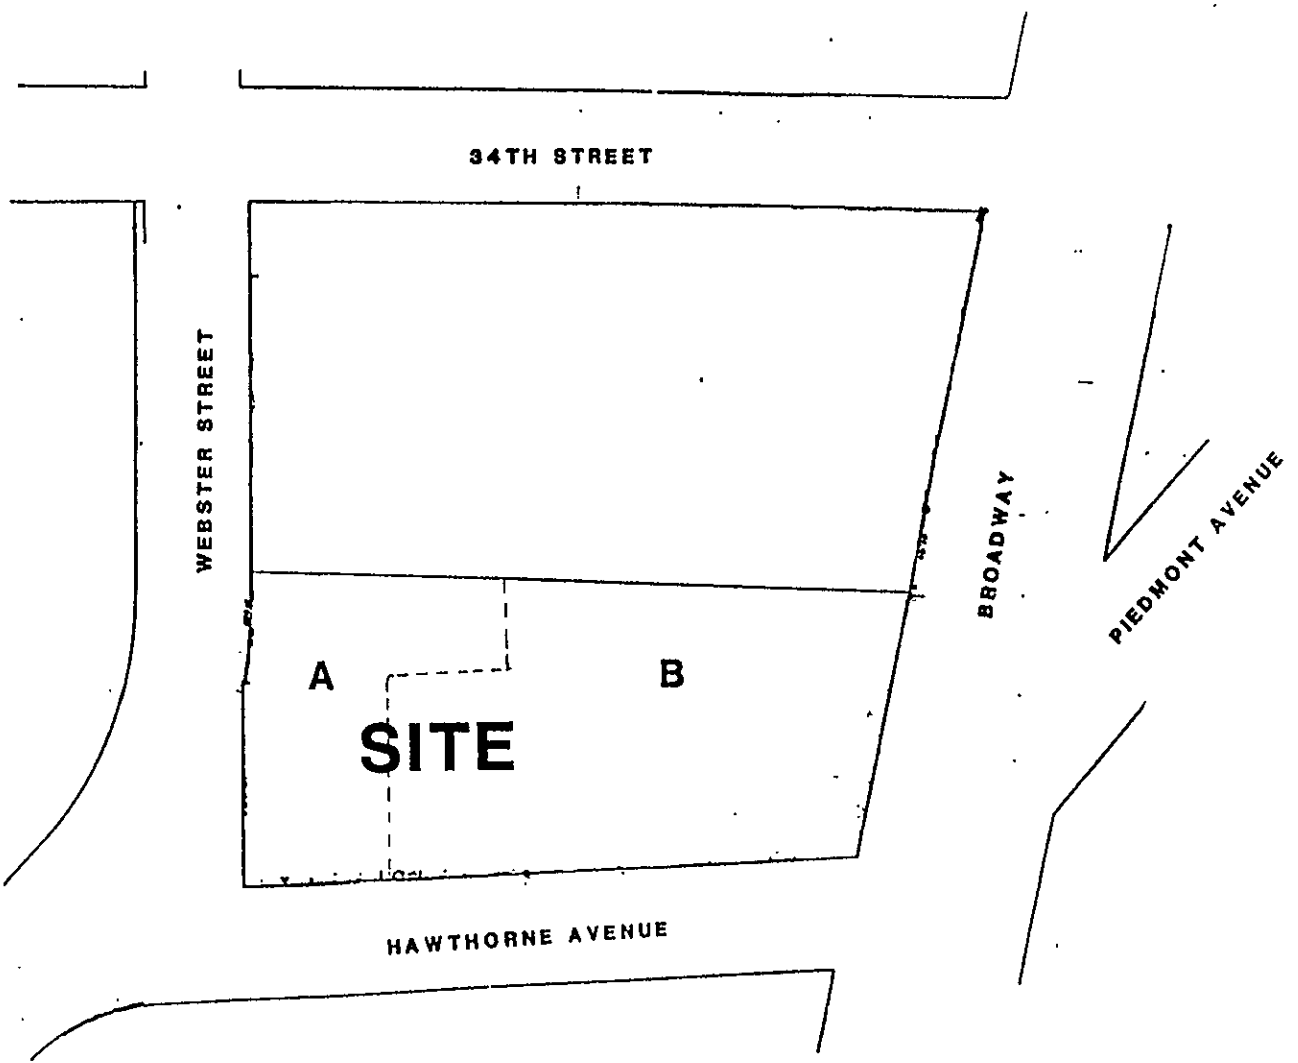 34TH STREET
WEBSTER STREET
BROADWAY
PIEDMONT AVENUE
A
B
SITE
HAWTHORNE AVENUE